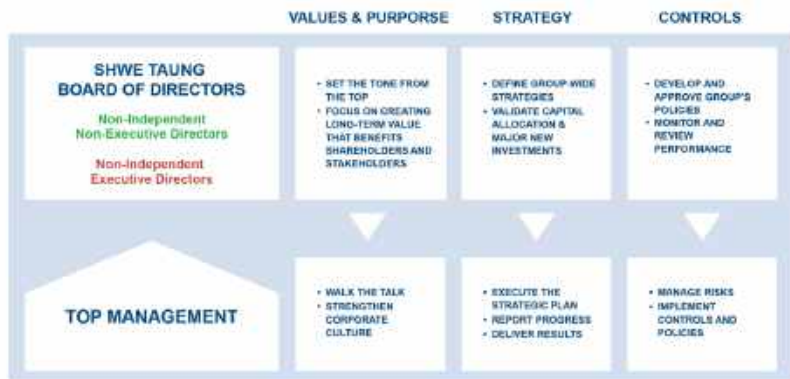 VALUES & PURPORSE
STRATEGY
CONTROLS
SHWE TAUNG
BOARD OF DIRECTORS
Non-Independent
Non-Executive Directors
Non-Independent
Executive Directors
• SET THE TONE FROM
THE TOP
• FOCUS ON CREATING
LONG-TERM VALUE
THAT BENEFITS
SHAREHOLDERS AND
STAKEHOLDERS
• DEFINE GROUP-WIDE
STRATEGIES
• VALIDATE CAPITAL
ALLOCATION &
MAJOR NEW
INVESTMENTS
• DEVELOP AND
APPROVE GROUP'S
POLICIES
• MONITOR AND
REVIEW
PERFORMANCE
TOP MANAGEMENT
• WALK THE TALK
• STRENGTHEN
CORPORATE
CULTURE
• EXECUTE THE
STRATEGIC PLAN
• REPORT PROGRESS
• DELIVER RESULTS
• MANAGE RISKS
• IMPLEMENT
CONTROLS AND
POLICIES